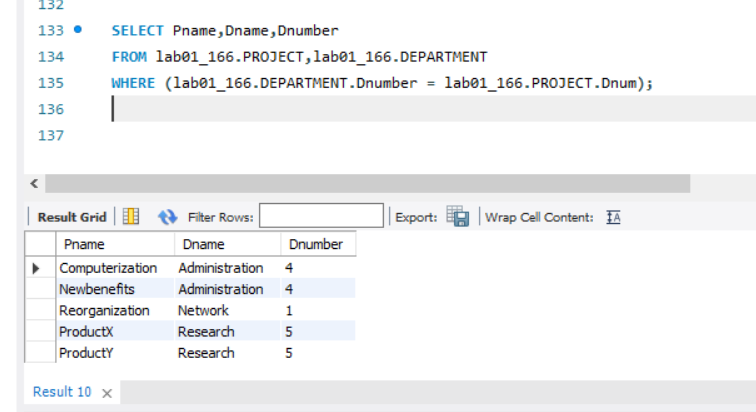 132
133 SELECT Pname,Dname,Dnumber
134 FROM lab01_166.PROJECT,lab01_166.DEPARTMENT
135 WHERE (lab01_166.DEPARTMENT.Dnumber = lab01_166.PROJECT.Dnum);
136
137
Result Grid Filter Rows: Export: Wrap Cell Content: IA
Pname Dname Dnumber
Computerization Administration 4
Newbenefits Administration 4
Reorganization Network 1
ProductX Research 5
ProductY Research 5
Result 10 ×